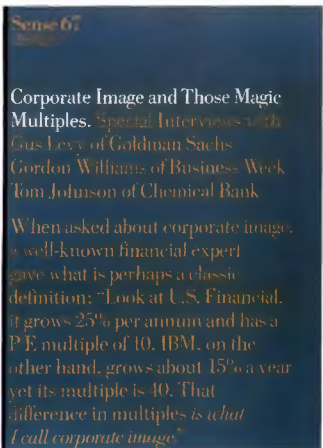 Sense 67
Corporate Image and Those Magic
Multiples. Special Interviews with
Gus Levy of Goldman Sachs
Gordon Williams of Business Week
Tom Johnson of Chemical Bank
When asked about corporate image,
a well-known financial expert
gave what is perhaps a classic
definition: "Look at U.S. Financial,
it grows 25% per annum and has a
P/E multiple of 10. IBM, on the
other hand, grows about 15% a year
yet its multiple is 40. That
difference in multiples is what
I call corporate image."